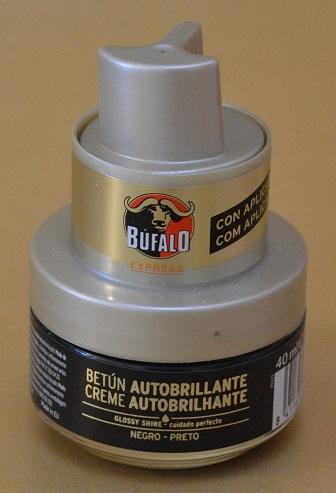 BÚFALO
EXPRESS
CON APLIC
COM APLIC
BETÚN AUTOBRILLANTE
CREME AUTOBRILHANTE
GLOSSY SHINE - cuidado perfecto
NEGRO - PRETO
40 ml